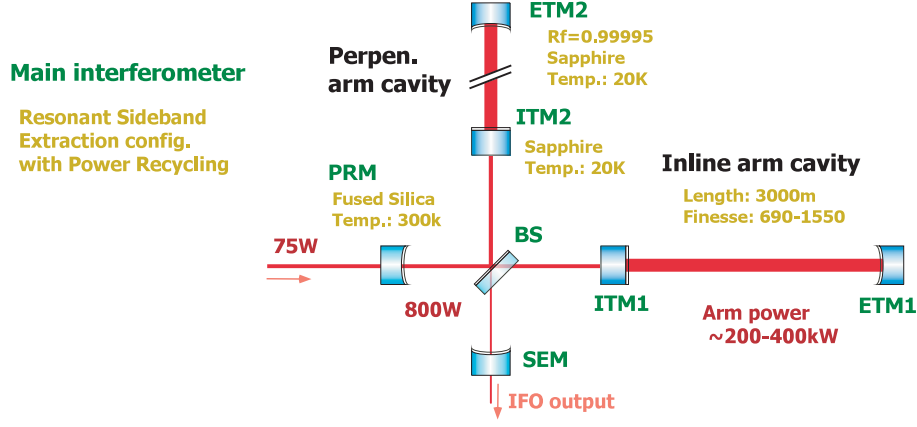 ETM2
Rf=0.99995
Sapphire
Temp.: 20K
Perpen.
arm cavity
Main interferometer
Resonant Sideband
Extraction config.
with Power Recycling
ITM2
Sapphire
Temp.: 20K
Inline arm cavity
Length: 3000m
Finesse: 690-1550
PRM
Fused Silica
Temp.: 300k
BS
75W
800W
ITM1
ETM1
Arm power
~200-400kW
SEM
IFO output